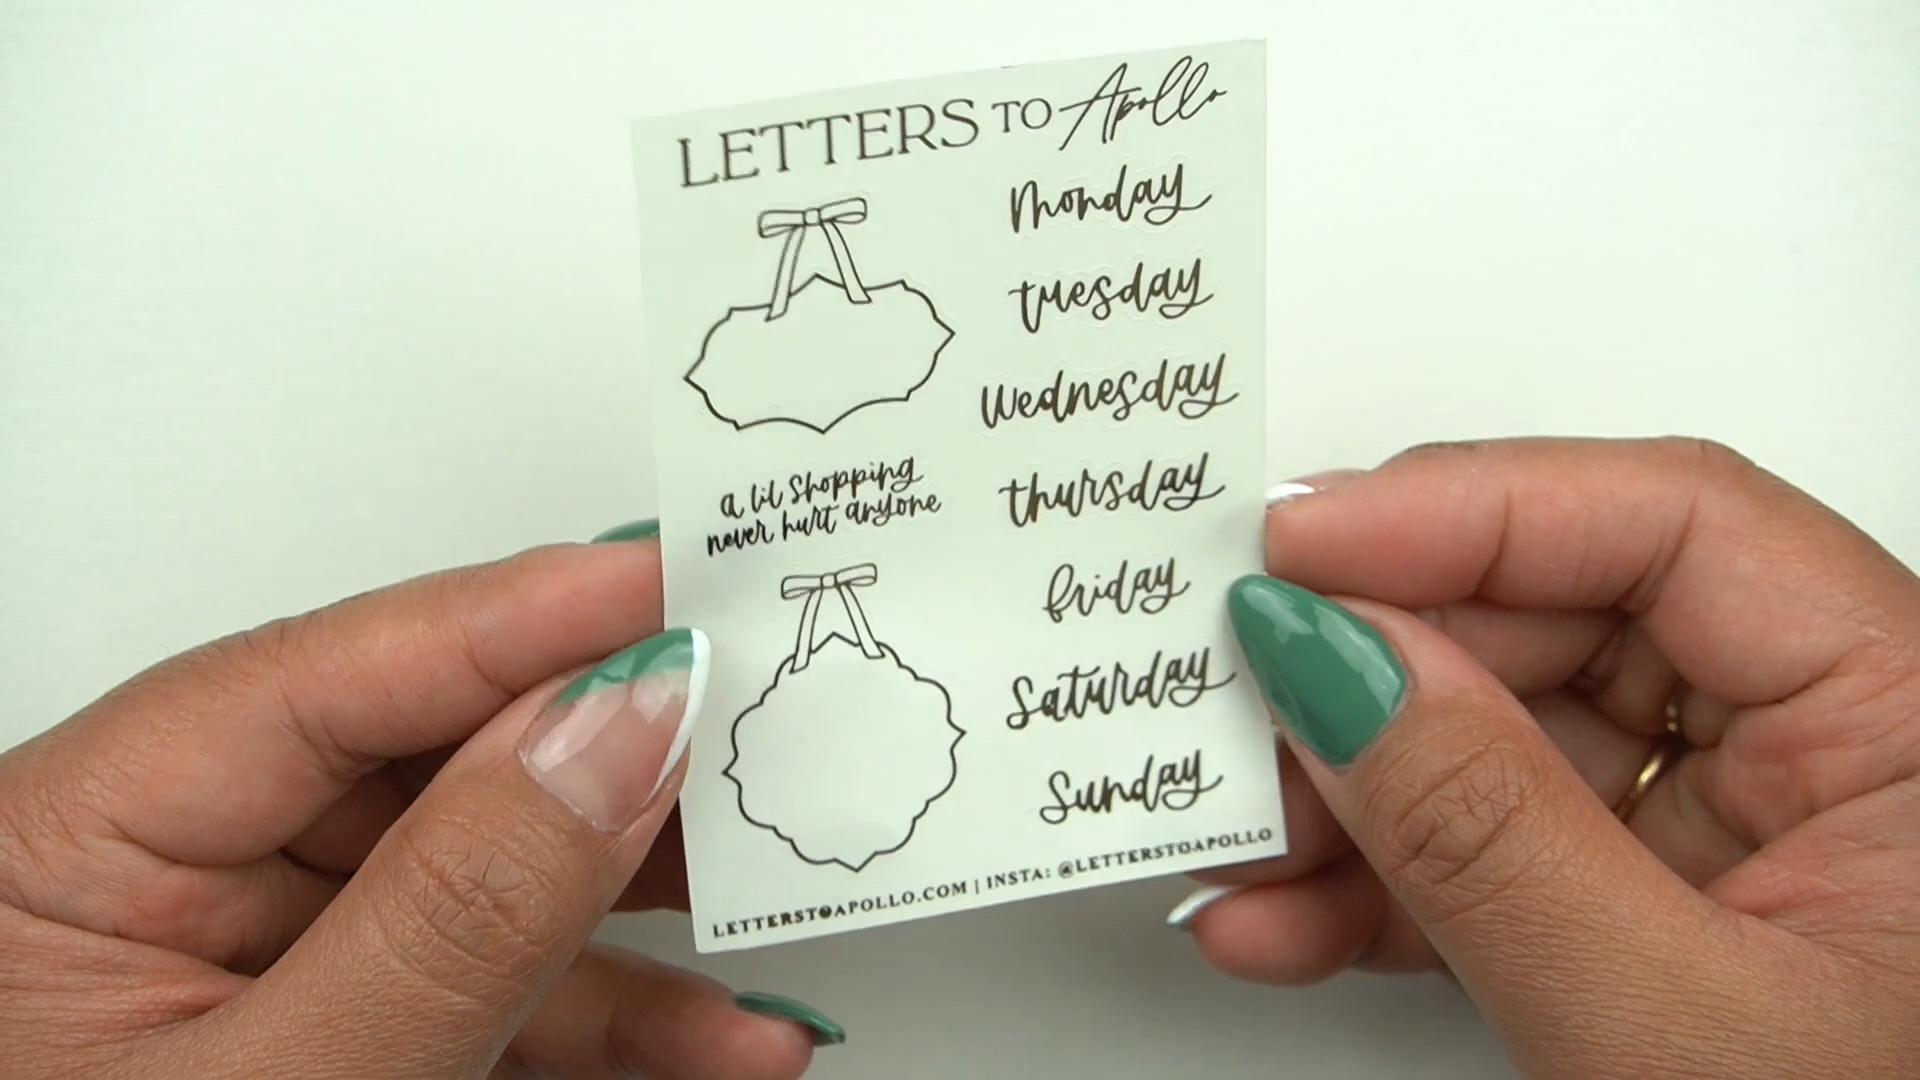 LETTERS TO Apollo
a lil shopping
never hurt anyone
monday
tuesday
wednesday
thursday
friday
saturday
sunday
LETTERSTOAPOLLO.COM | INSTA: @LETTERSTOAPOLLO